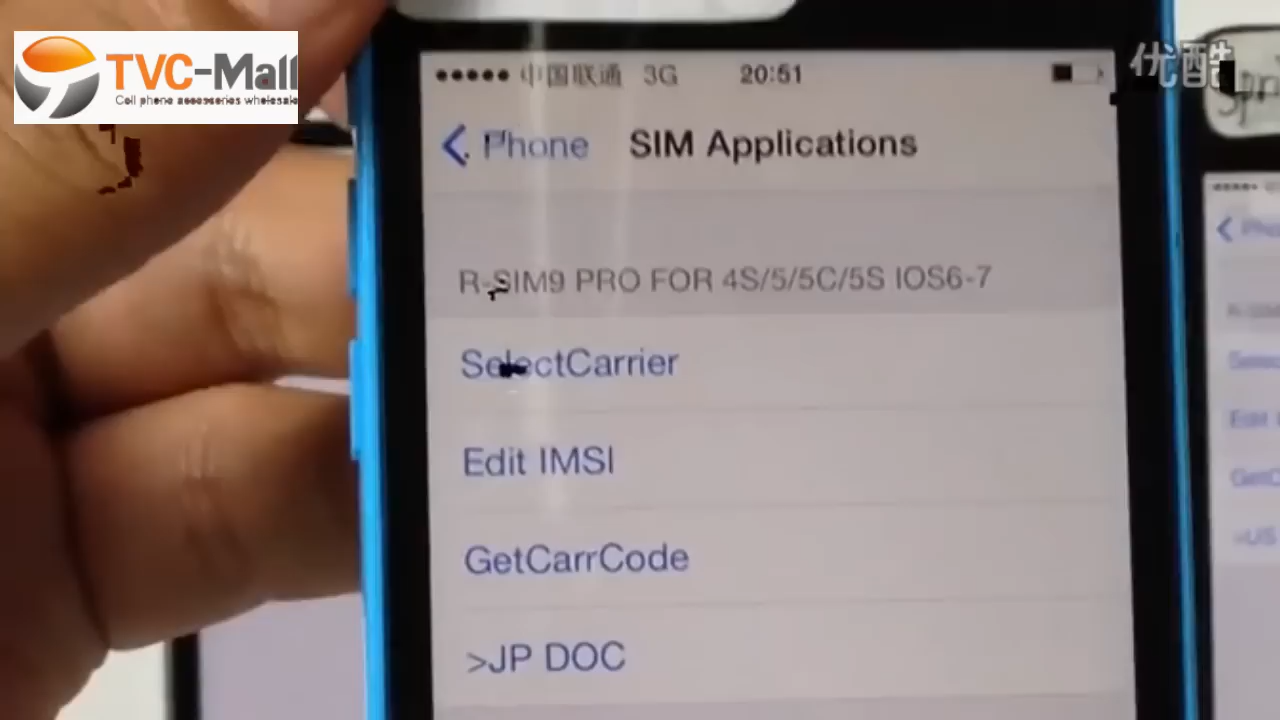 TVC-Mall
Cell phone accessories wholesale
中国联通 3G 20:51
优酷
Phone SIM Applications
R-SIM9 PRO FOR 4S/5/5C/5S IOS6-7
SelectCarrier
Edit IMSI
GetCarrCode
>JP DOC